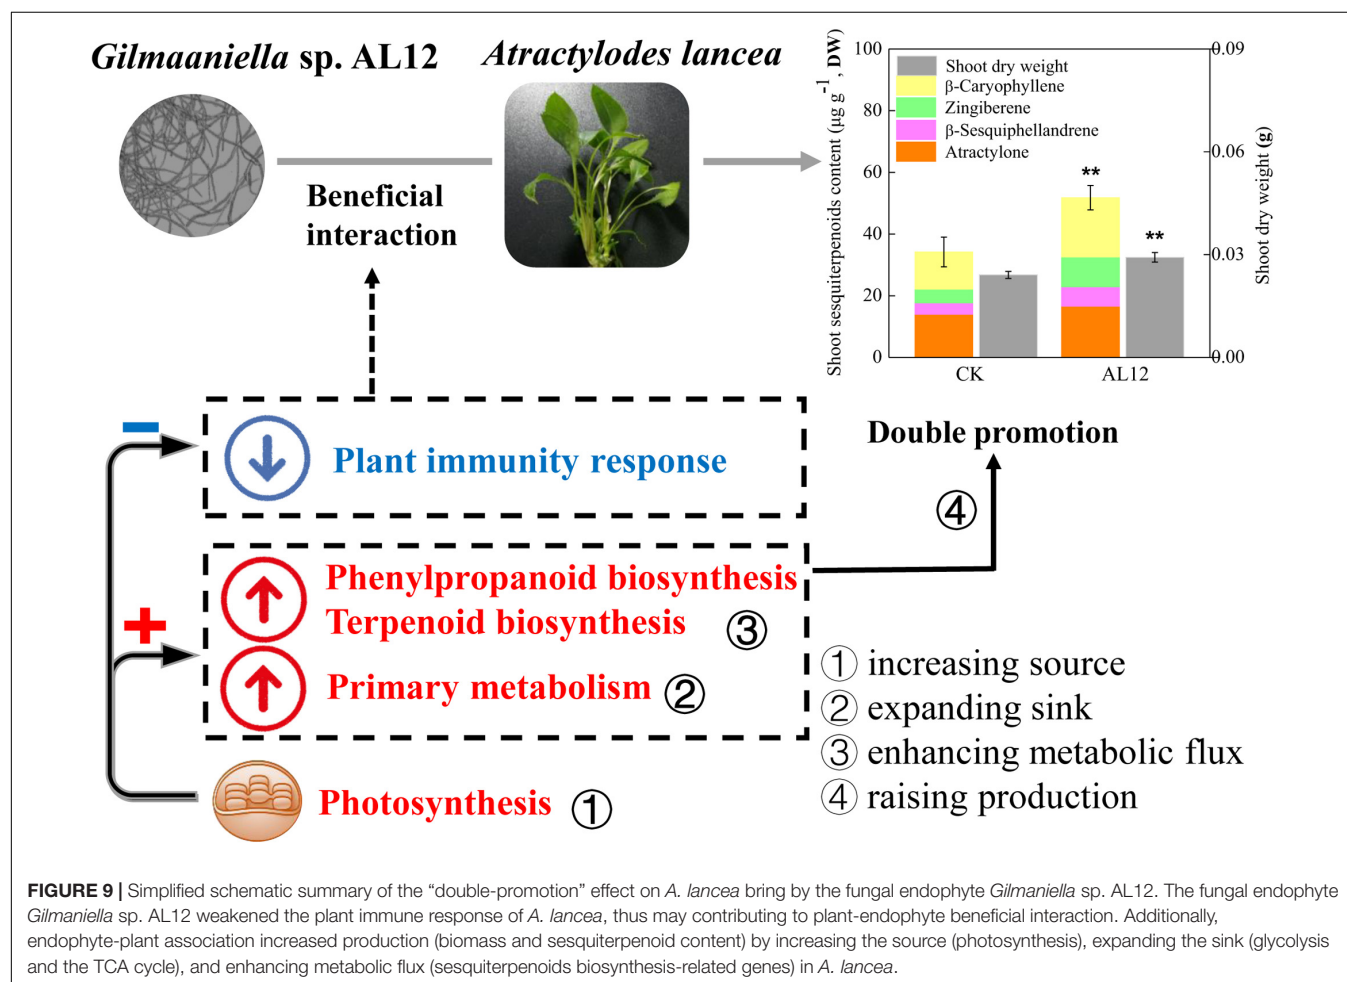 Gilmaaniella sp. AL12
Atractylodes lancea
Beneficial
interaction
Shoot sesquiterpenoids content (µg g⁻¹, DW)
100
80
60
40
20
0
Shoot dry weight
β-Caryophyllene
Zingiberene
β-Sesquiphellandrene
Atractylone
**
**
CK
AL12
0.09
0.06
0.03
0.00
Shoot dry weight (g)
Double promotion
④
−
Plant immunity response
+
Phenylpropanoid biosynthesis
Terpenoid biosynthesis ③
Primary metabolism ②
Photosynthesis ①
① increasing source
② expanding sink
③ enhancing metabolic flux
④ raising production
FIGURE 9 | Simplified schematic summary of the “double-promotion” effect on A. lancea bring by the fungal endophyte Gilmaniella sp. AL12. The fungal endophyte
Gilmaniella sp. AL12 weakened the plant immune response of A. lancea, thus may contributing to plant-endophyte beneficial interaction. Additionally,
endophyte-plant association increased production (biomass and sesquiterpenoid content) by increasing the source (photosynthesis), expanding the sink (glycolysis
and the TCA cycle), and enhancing metabolic flux (sesquiterpenoids biosynthesis-related genes) in A. lancea.